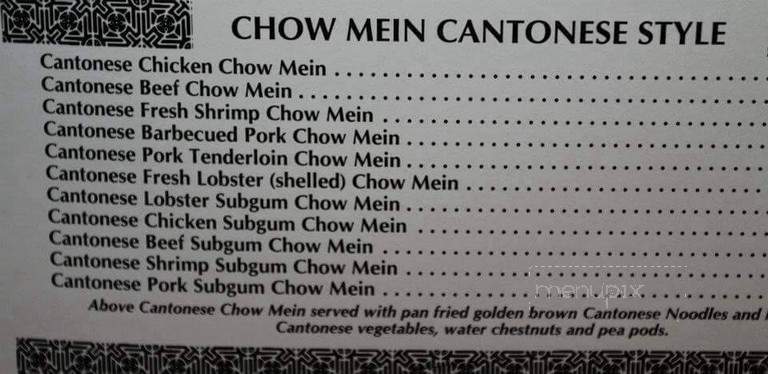 CHOW MEIN CANTONESE STYLE
Cantonese Chicken Chow Mein
Cantonese Beef Chow Mein
Cantonese Fresh Shrimp Chow Mein
Cantonese Barbecued Pork Chow Mein
Cantonese Pork Tenderloin Chow Mein
Cantonese Fresh Lobster (shelled) Chow Mein
Cantonese Lobster Subgum Chow Mein
Cantonese Chicken Subgum Chow Mein
Cantonese Beef Subgum Chow Mein
Cantonese Shrimp Subgum Chow Mein
Cantonese Pork Subgum Chow Mein
menupix
Above Cantonese Chow Mein served with pan fried golden brown Cantonese Noodles and
Cantonese vegetables, water chestnuts and pea pods.